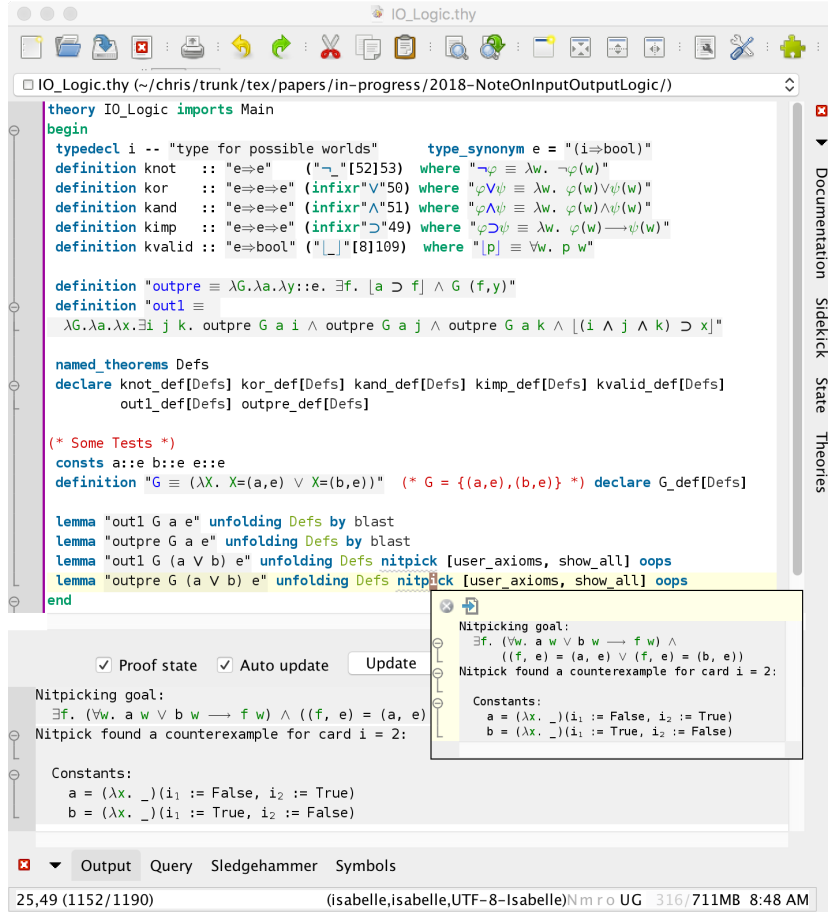 IO_Logic.thy
IO_Logic.thy (~/chris/trunk/tex/papers/in-progress/2018-NoteOnInputOutputLogic/)
theory IO_Logic imports Main
begin
typedecl i -- "type for possible worlds" type_synonym e = "(i⇒bool)"
definition knot :: "e⇒e" ("¬_"[52]53) where "¬φ ≡ λw. ¬φ(w)"
definition kor :: "e⇒e⇒e" (infixr"∨"50) where "φ∨ψ ≡ λw. φ(w)∨ψ(w)"
definition kand :: "e⇒e⇒e" (infixr"∧"51) where "φ∧ψ ≡ λw. φ(w)∧ψ(w)"
definition kimp :: "e⇒e⇒e" (infixr"⊃"49) where "φ⊃ψ ≡ λw. φ(w)⟶ψ(w)"
definition kvalid :: "e⇒bool" ("⌊_⌋"[8]109) where "⌊p⌋ ≡ ∀w. p w"
definition "outpre ≡ λG.λa.λy::e. ∃f. ⌊a ⊃ f⌋ ∧ G (f,y)"
definition "out1 ≡
λG.λa.λx.∃i j k. outpre G a i ∧ outpre G a j ∧ outpre G a k ∧ ⌊(i ∧ j ∧ k) ⊃ x⌋"
named_theorems Defs
declare knot_def[Defs] kor_def[Defs] kand_def[Defs] kimp_def[Defs] kvalid_def[Defs]
out1_def[Defs] outpre_def[Defs]
(* Some Tests *)
consts a::e b::e e::e
definition "G ≡ (λX. X=(a,e) ∨ X=(b,e))" (* G = {(a,e),(b,e)} *) declare G_def[Defs]
lemma "out1 G a e" unfolding Defs by blast
lemma "outpre G a e" unfolding Defs by blast
lemma "out1 G (a ∨ b) e" unfolding Defs nitpick [user_axioms, show_all] oops
lemma "outpre G (a ∨ b) e" unfolding Defs nitpick [user_axioms, show_all] oops
end
Nitpicking goal:
∃f. (∀w. a w ∨ b w ⟶ f w) ∧
((f, e) = (a, e) ∨ (f, e) = (b, e))
Nitpick found a counterexample for card i = 2:
Constants:
a = (λx. _)(i₁ := False, i₂ := True)
b = (λx. _)(i₁ := True, i₂ := False)
Proof state Auto update Update
Nitpicking goal:
∃f. (∀w. a w ∨ b w ⟶ f w) ∧ ((f, e) = (a, e)
Nitpick found a counterexample for card i = 2:
Constants:
a = (λx. _)(i₁ := False, i₂ := True)
b = (λx. _)(i₁ := True, i₂ := False)
Output Query Sledgehammer Symbols
25,49 (1152/1190) (isabelle,isabelle,UTF-8-Isabelle)N m r o UG 316/711MB 8:48 AM
Documentation
Sidekick
State
Theories